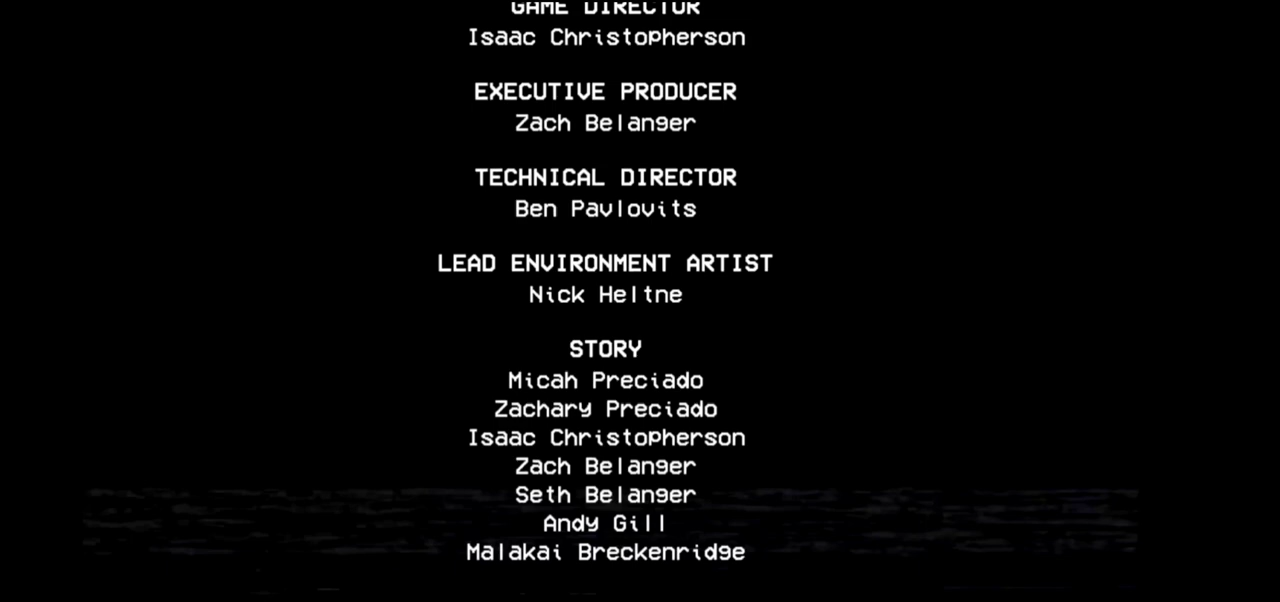 GAME DIRECTOR
Isaac Christopherson
EXECUTIVE PRODUCER
Zach Belanger
TECHNICAL DIRECTOR
Ben Pavlovits
LEAD ENVIRONMENT ARTIST
Nick Heltne
STORY
Micah Preciado
Zachary Preciado
Isaac Christopherson
Zach Belanger
Seth Belanger
Andy Gill
Malakai Breckenridge